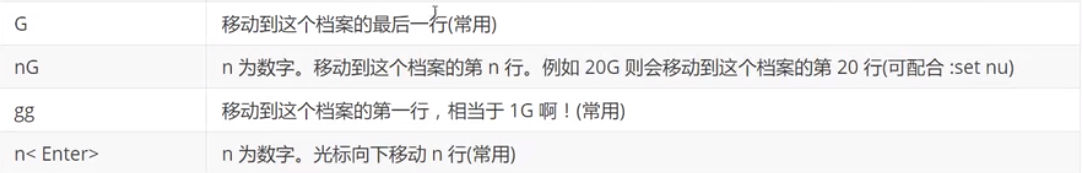 G 移动到这个档案的最后一行(常用)
nG n 为数字。移动到这个档案的第 n 行。例如 20G 则会移动到这个档案的第 20 行(可配合 :set nu)
gg 移动到这个档案的第一行，相当于 1G 啊！(常用)
n< Enter> n 为数字。光标向下移动 n 行(常用)